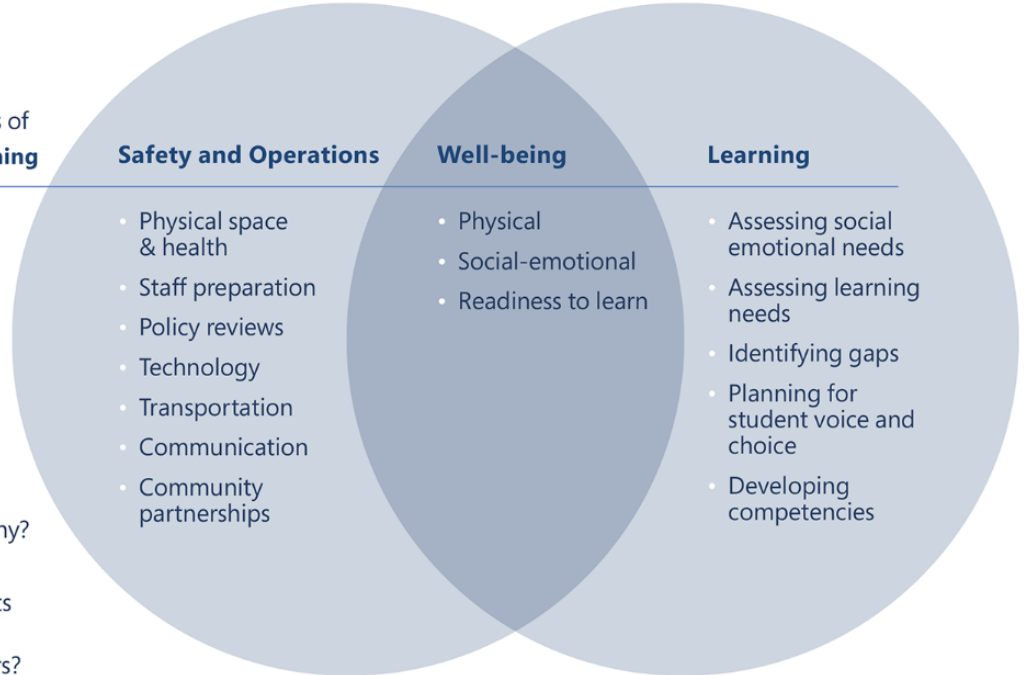 of
Safety and Operations
Well-being
Learning
• Physical space
& health
• Staff preparation
• Policy reviews
• Technology
• Transportation
• Communication
• Community
partnerships
• Physical
• Social-emotional
• Readiness to learn
• Assessing social
emotional needs
• Assessing learning
needs
• Identifying gaps
• Planning for
student voice and
choice
• Developing
competencies